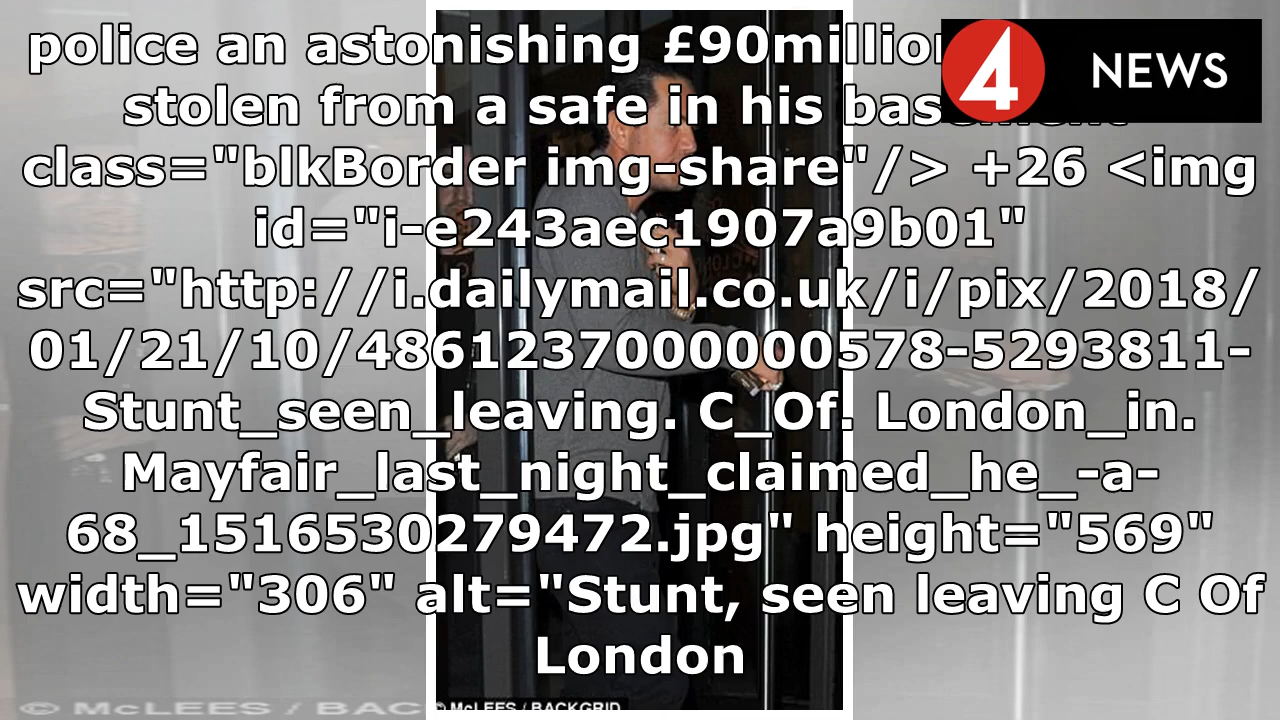 police an astonishing £90million
4 NEWS
stolen from a safe in his basement
class="blkBorder img-share"/> +26 <img
id="i-e243aec1907a9b01"
src="http://i.dailymail.co.uk/i/pix/2018/
01/21/10/4861237000000578-5293811-
Stunt_seen_leaving. C_Of. London_in.
Mayfair_last_night_claimed_he_-a-
68_1516530279472.jpg" height="569"
width="306" alt="Stunt, seen leaving C Of
London
© McLEES / BAC
© McLEES / BACKGRID